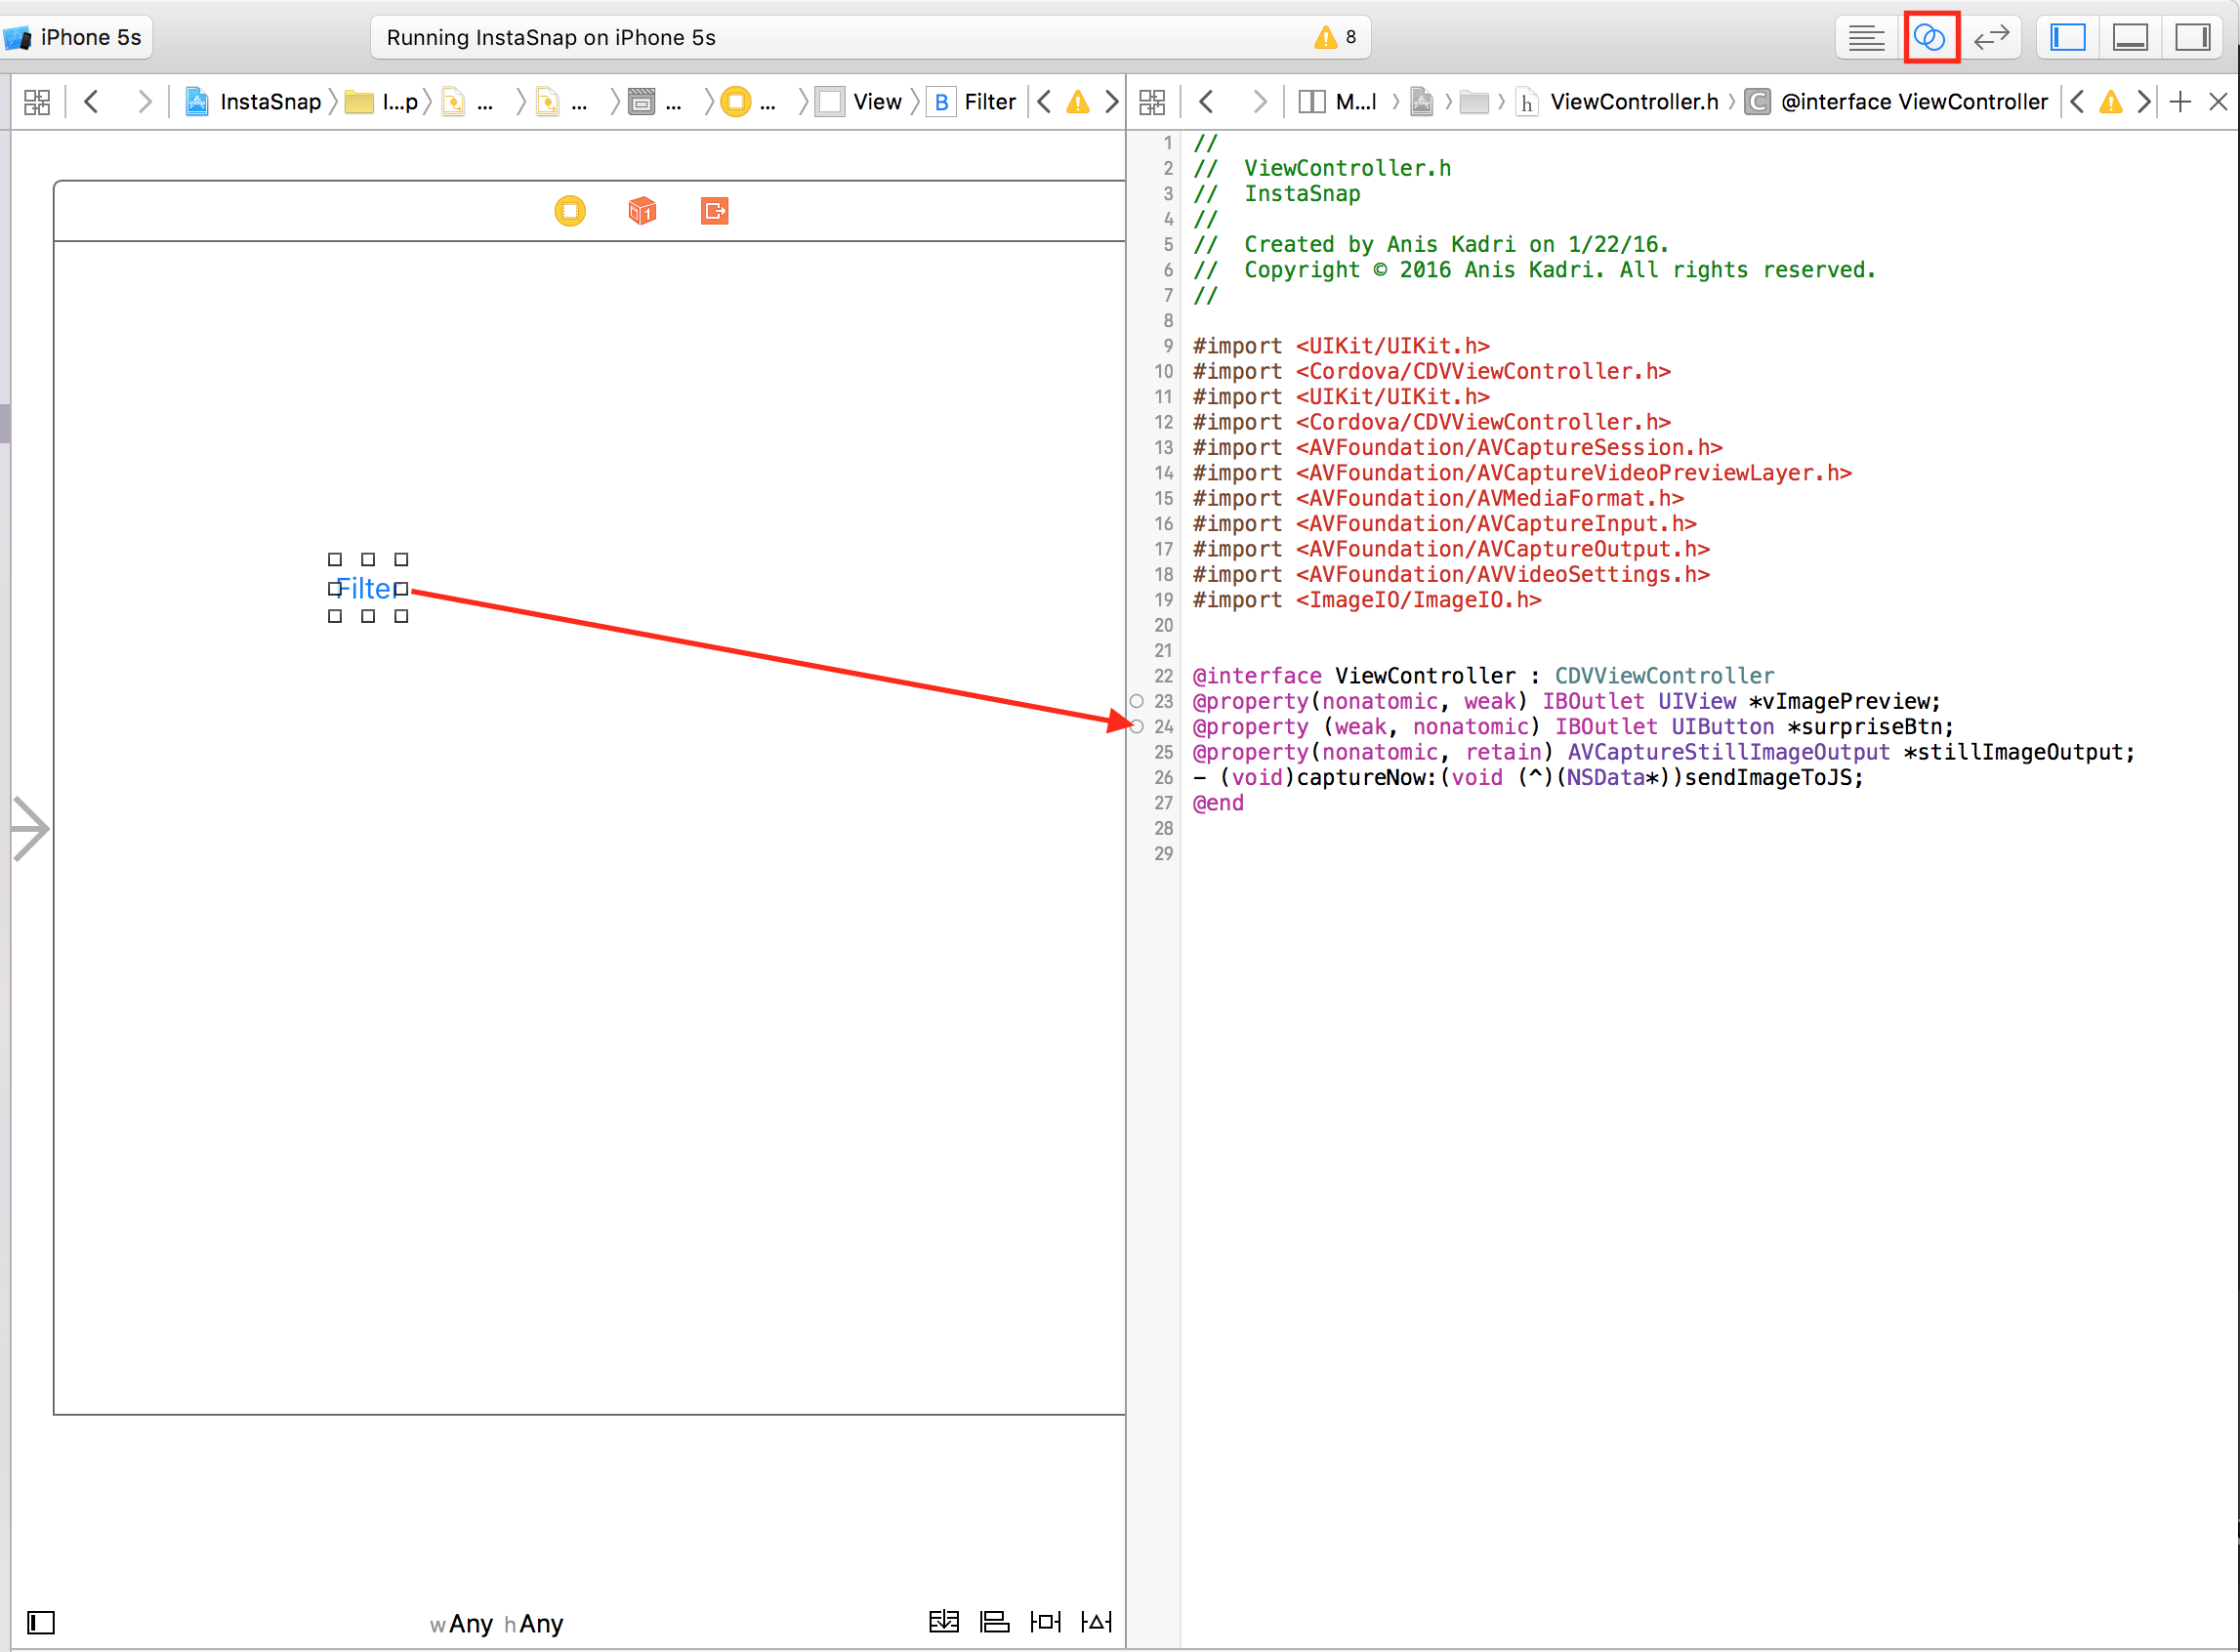 iPhone 5s
Running InstaSnap on iPhone 5s
8
InstaSnap
I...p
...
...
...
...
View
B
Filter
M...l
h
ViewController.h
C
@interface ViewController
1
Filter
1 //
2 //  ViewController.h
3 //  InstaSnap
4 //
5 //  Created by Anis Kadri on 1/22/16.
6 //  Copyright © 2016 Anis Kadri. All rights reserved.
7 //
8
9 #import <UIKit/UIKit.h>
10 #import <Cordova/CDVViewController.h>
11 #import <UIKit/UIKit.h>
12 #import <Cordova/CDVViewController.h>
13 #import <AVFoundation/AVCaptureSession.h>
14 #import <AVFoundation/AVCaptureVideoPreviewLayer.h>
15 #import <AVFoundation/AVMediaFormat.h>
16 #import <AVFoundation/AVCaptureInput.h>
17 #import <AVFoundation/AVCaptureOutput.h>
18 #import <AVFoundation/AVVideoSettings.h>
19 #import <ImageIO/ImageIO.h>
20
21
22 @interface ViewController : CDVViewController
23 @property(nonatomic, weak) IBOutlet UIView *vImagePreview;
24 @property (weak, nonatomic) IBOutlet UIButton *surpriseBtn;
25 @property(nonatomic, retain) AVCaptureStillImageOutput *stillImageOutput;
26 - (void)captureNow:(void (^)(NSData*))sendImageToJS;
27 @end
28
29
wAny hAny